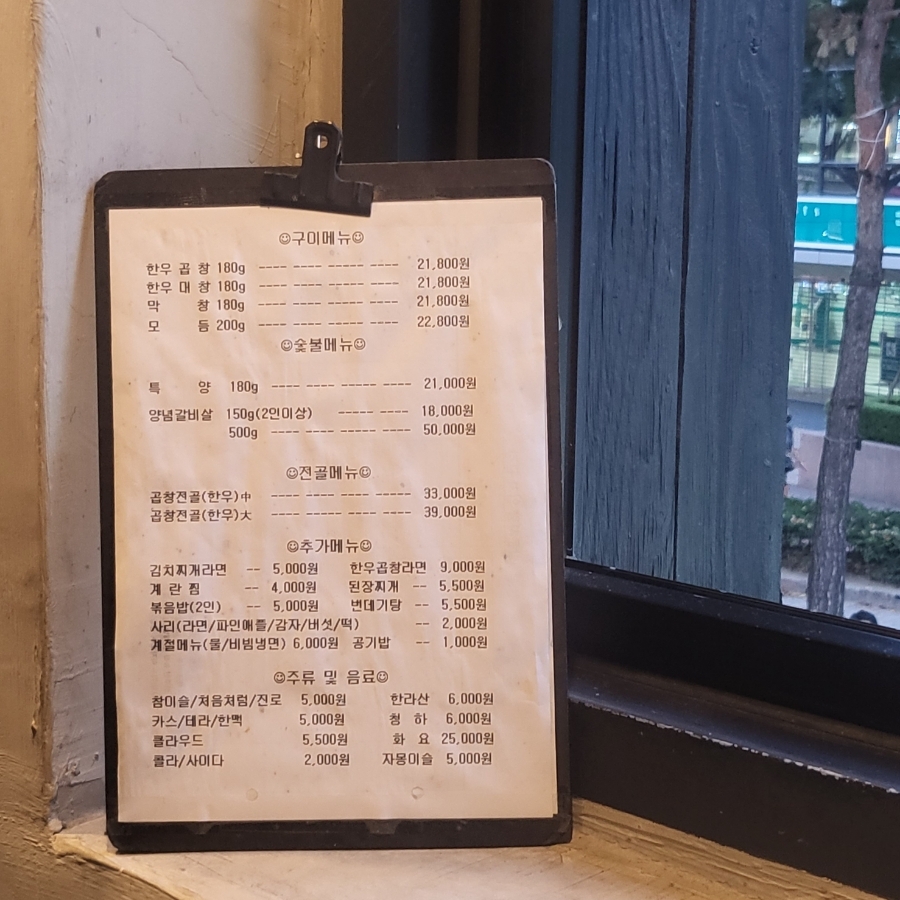 ☺구이메뉴☺
한우 곱 창 180g ---- ---- ----- ---- 21,800원
한우 대 창 180g ---- ---- ----- ---- 21,800원
막 창 180g ---- ---- ----- ---- 21,800원
모 듬 200g ---- ---- ----- ---- 22,800원
☺숯불메뉴☺
특 양 180g ---- ---- ----- ---- 21,000원
양념갈비살 150g(2인이상) ----- ---- 18,000원
500g ---- ---- ----- ---- 50,000원
☺전골메뉴☺
곱창전골(한우)中 ---- ---- ---- ----- 33,000원
곱창전골(한우)大 ---- ---- ----- ---- 39,000원
☺추가메뉴☺
김치찌개라면 -- 5,000원 한우곱창라면 9,000원
계 란 찜 -- 4,000원 된장찌개 -- 5,500원
볶음밥(2인) -- 5,000원 번데기탕 -- 5,500원
사리(라면/파인애플/감자/버섯/떡) -- 2,000원
계절메뉴(물/비빔냉면) 6,000원 공기밥 -- 1,000원
☺주류 및 음료☺
참이슬/처음처럼/진로 5,000원 한라산 6,000원
카스/테라/한맥 5,000원 청 하 6,000원
클라우드 5,500원 화 요 25,000원
콜라/사이다 2,000원 자몽이슬 5,000원